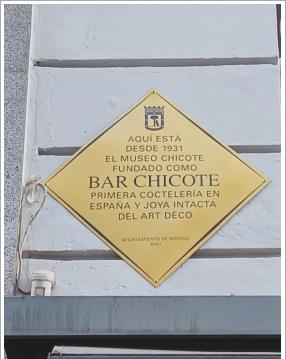 AQUÍ ESTÁ
DESDE 1931
EL MUSEO CHICOTE
FUNDADO COMO
BAR CHICOTE
PRIMERA COCTELERÍA EN
ESPAÑA Y JOYA INTACTA
DEL ART DÉCO
AYUNTAMIENTO DE MADRID
2021